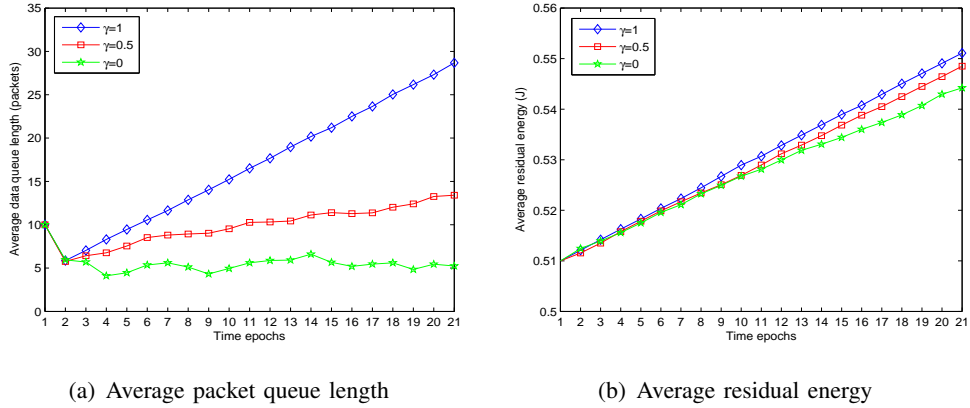 γ=1
γ=0.5
γ=0
Average data queue length (packets)
35
30
25
20
15
10
5
0
1 2 3 4 5 6 7 8 9 10 11 12 13 14 15 16 17 18 19 20 21
Time epochs
(a) Average packet queue length
γ=1
γ=0.5
γ=0
Average residual energy (J)
0.56
0.55
0.54
0.53
0.52
0.51
0.5
1 2 3 4 5 6 7 8 9 10 11 12 13 14 15 16 17 18 19 20 21
Time epochs
(b) Average residual energy